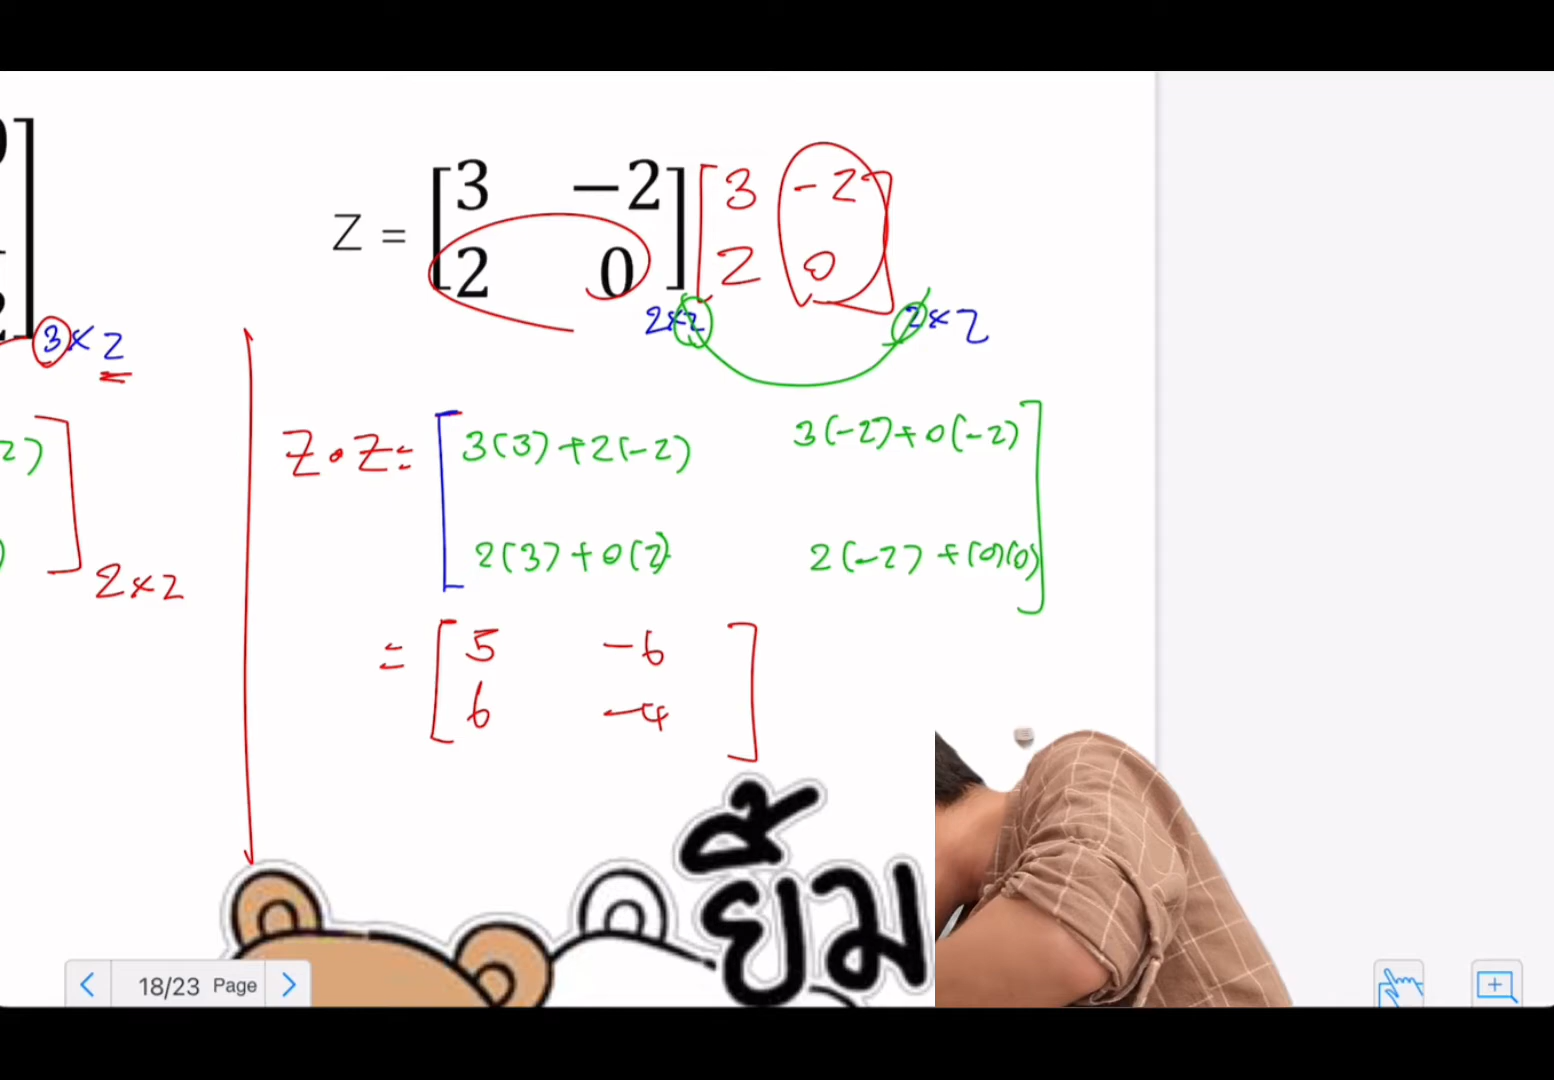 Z = [3 -2
2 0] [3 -2
2 0]
2×2 2×2
3×2
2)
2×2
Z•Z= [3(3)+2(-2) 3(-2)+0(-2)
2(3)+0(2) 2(-2)+(0)(0)]
= [5 -6
6 -4]
ยิ้ม
18/23 Page